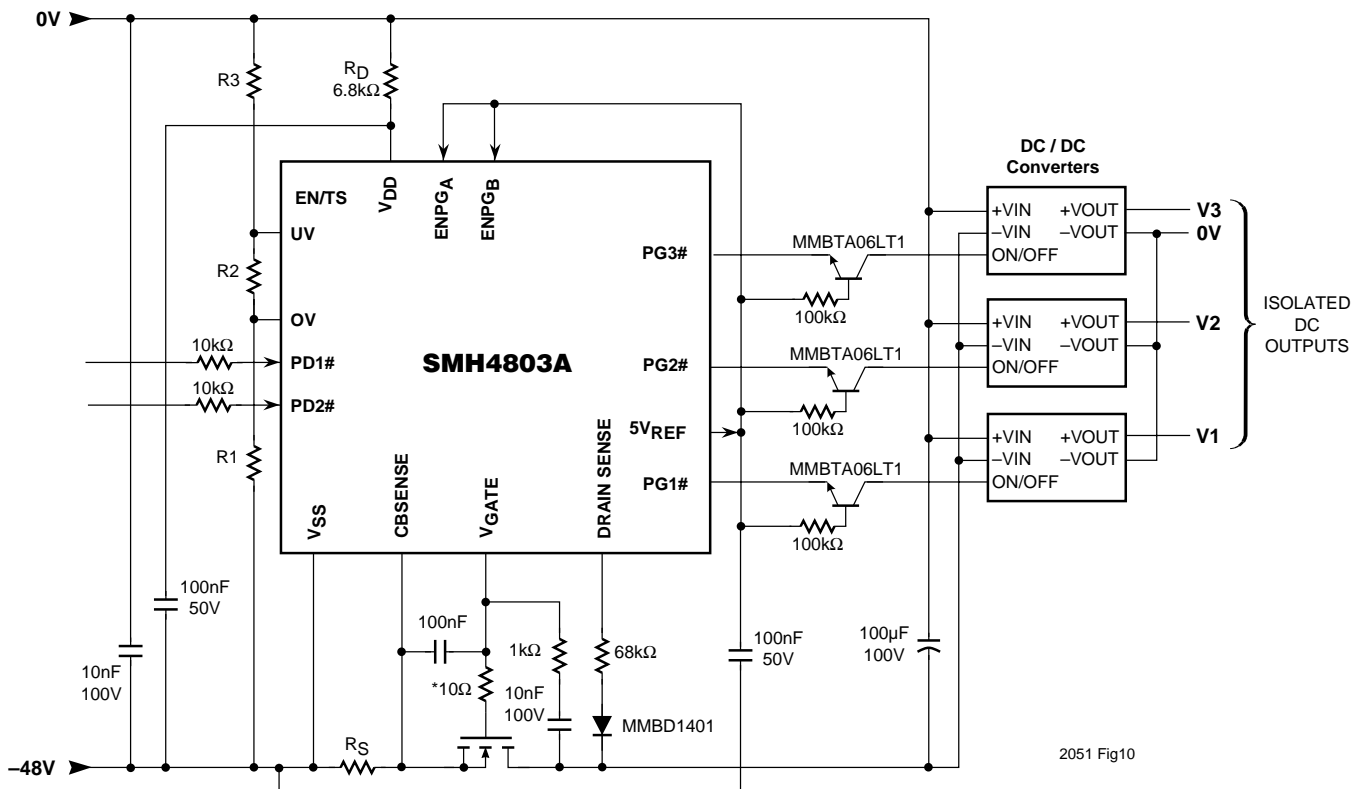 0V
R3
RD
6.8kΩ
DC / DC
Converters
EN/TS
VDD
ENPGA
ENPGB
UV
R2
OV
10kΩ
PD1#
10kΩ
PD2#
R1
SMH4803A
PG3#
PG2#
5VREF
PG1#
VSS
CBSENSE
VGATE
DRAIN SENSE
MMBTA06LT1
100kΩ
MMBTA06LT1
100kΩ
MMBTA06LT1
100kΩ
+VIN +VOUT
–VIN –VOUT
ON/OFF
+VIN +VOUT
–VIN –VOUT
ON/OFF
+VIN +VOUT
–VIN –VOUT
ON/OFF
V3
0V
V2
V1
ISOLATED
DC
OUTPUTS
100nF
50V
10nF
100V
100nF
*10Ω
1kΩ
10nF
100V
68kΩ
MMBD1401
100nF
50V
100µF
100V
RS
–48V
2051 Fig10